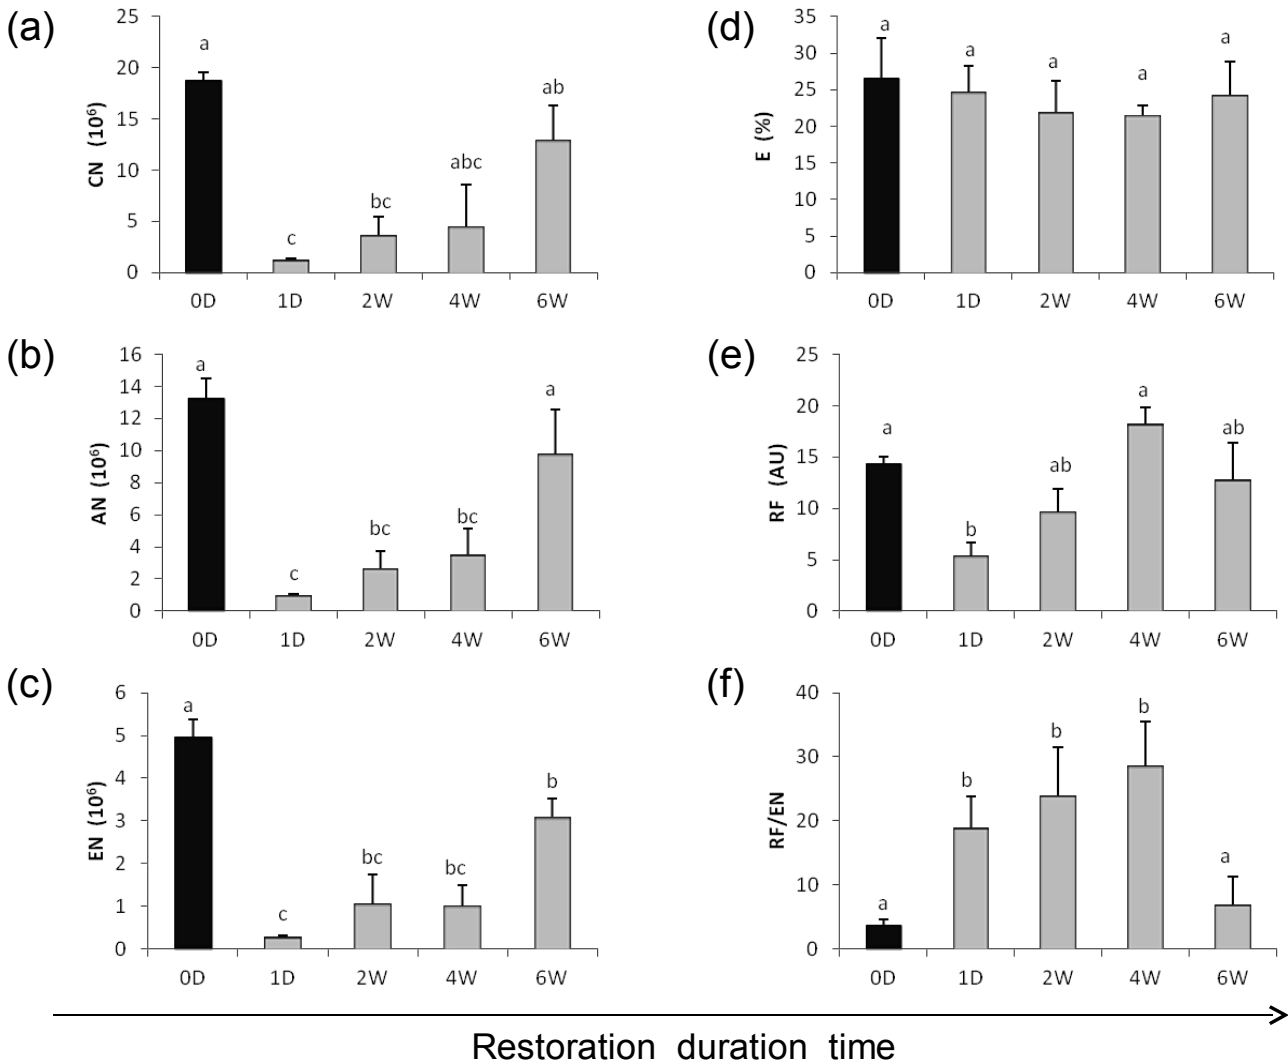 (a)
CN (10⁶)
25
20
15
10
5
0
a
c
bc
abc
ab
0D 1D 2W 4W 6W
(d)
E (%)
35
30
25
20
15
10
5
0
a
a
a
a
a
0D 1D 2W 4W 6W
(b)
AN (10⁶)
16
14
12
10
8
6
4
2
0
a
c
bc
bc
a
0D 1D 2W 4W 6W
(e)
RF (AU)
25
20
15
10
5
0
a
b
ab
a
ab
0D 1D 2W 4W 6W
(c)
EN (10⁶)
6
5
4
3
2
1
0
a
c
bc
bc
b
0D 1D 2W 4W 6W
(f)
RF/EN
40
30
20
10
0
a
b
b
b
a
0D 1D 2W 4W 6W
Restoration duration time